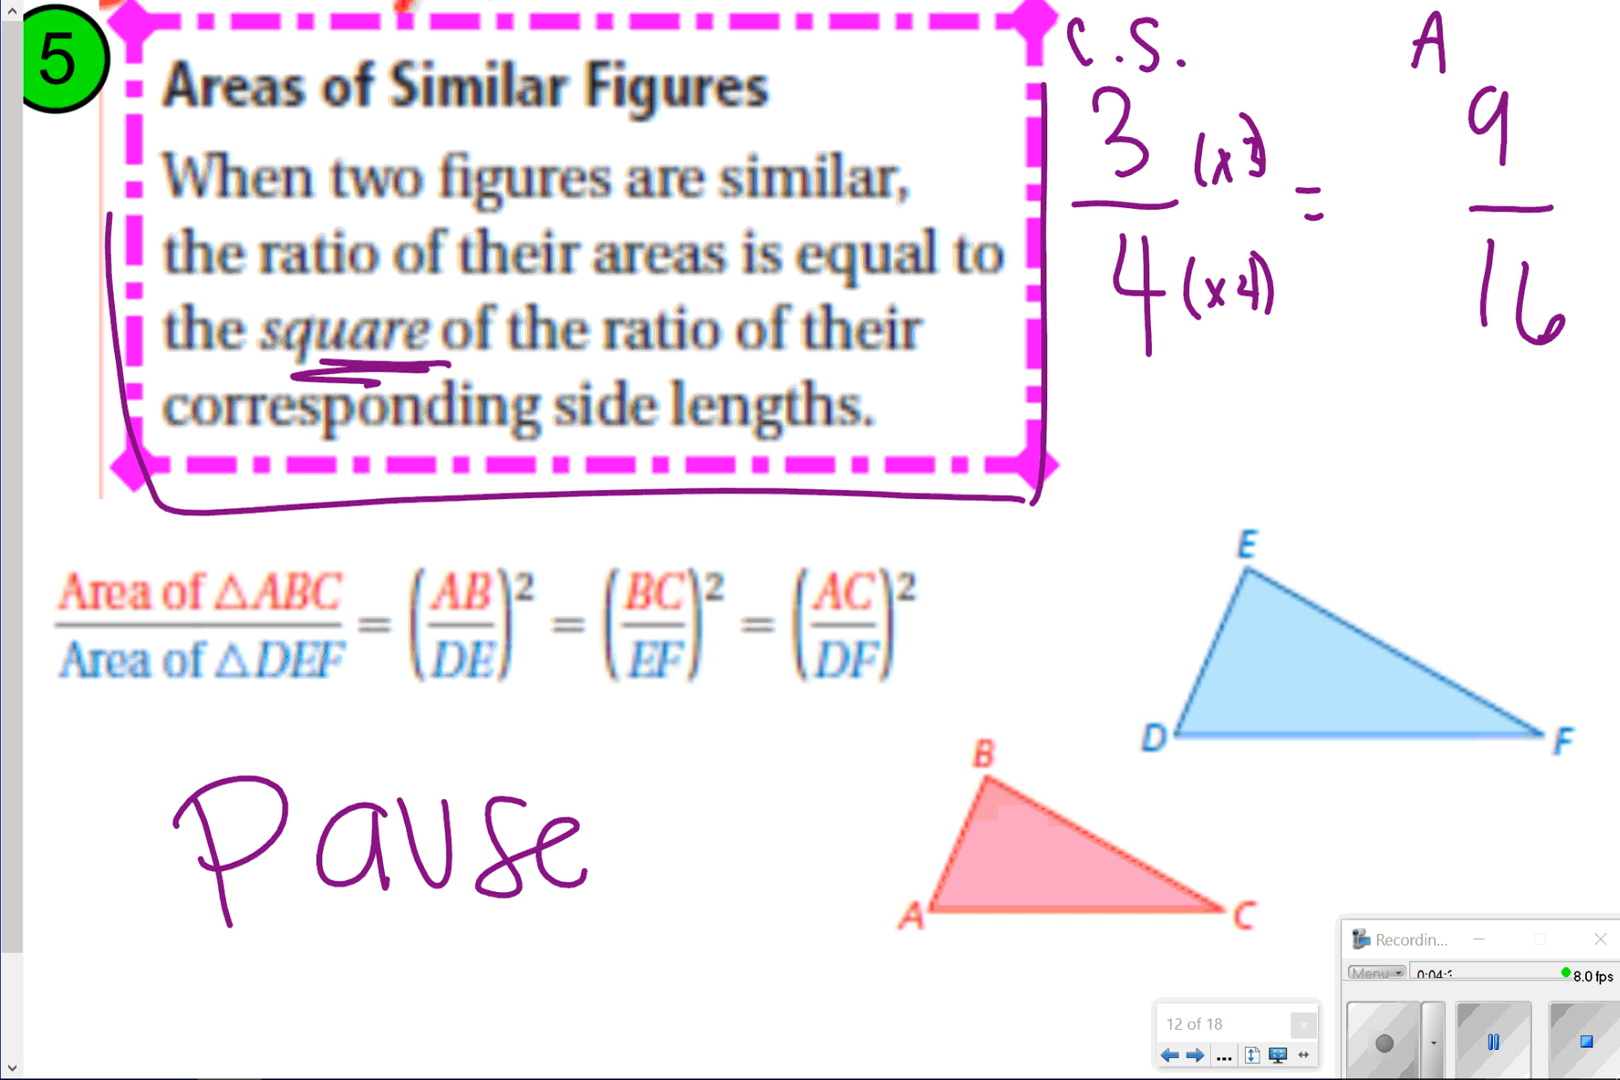 5
Areas of Similar Figures
When two figures are similar,
the ratio of their areas is equal to
the square of the ratio of their
corresponding side lengths.
C.S. A
3 (x3) = 9
4 (x4) 16
Area of △ABC / Area of △DEF = (AB/DE)² = (BC/EF)² = (AC/DF)²
E
D
F
B
A
C
Pause
Recordin...
Menu
8.0 fps
12 of 18